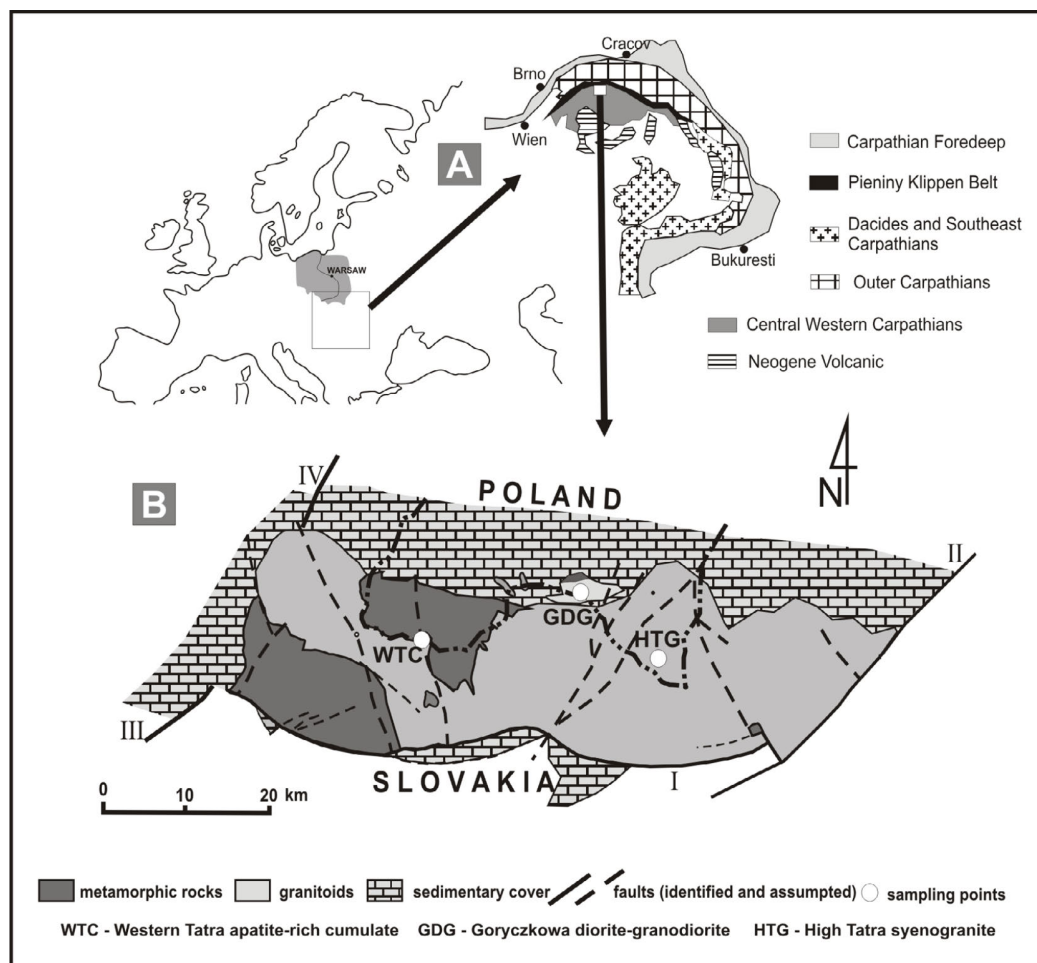 Cracov
Brno
Wien
A
WARSAW
Bukuresti
Carpathian Foredeep
Pieniny Klippen Belt
Dacides and Southeast
Carpathians
Outer Carpathians
Central Western Carpathians
Neogene Volcanic
N
B
IV
POLAND
II
GDG
WTC
HTG
III
SLOVAKIA
I
0 10 20 km
metamorphic rocks granitoids sedimentary cover faults (identified and assumpted) sampling points
WTC - Western Tatra apatite-rich cumulate GDG - Goryczkowa diorite-granodiorite HTG - High Tatra syenogranite